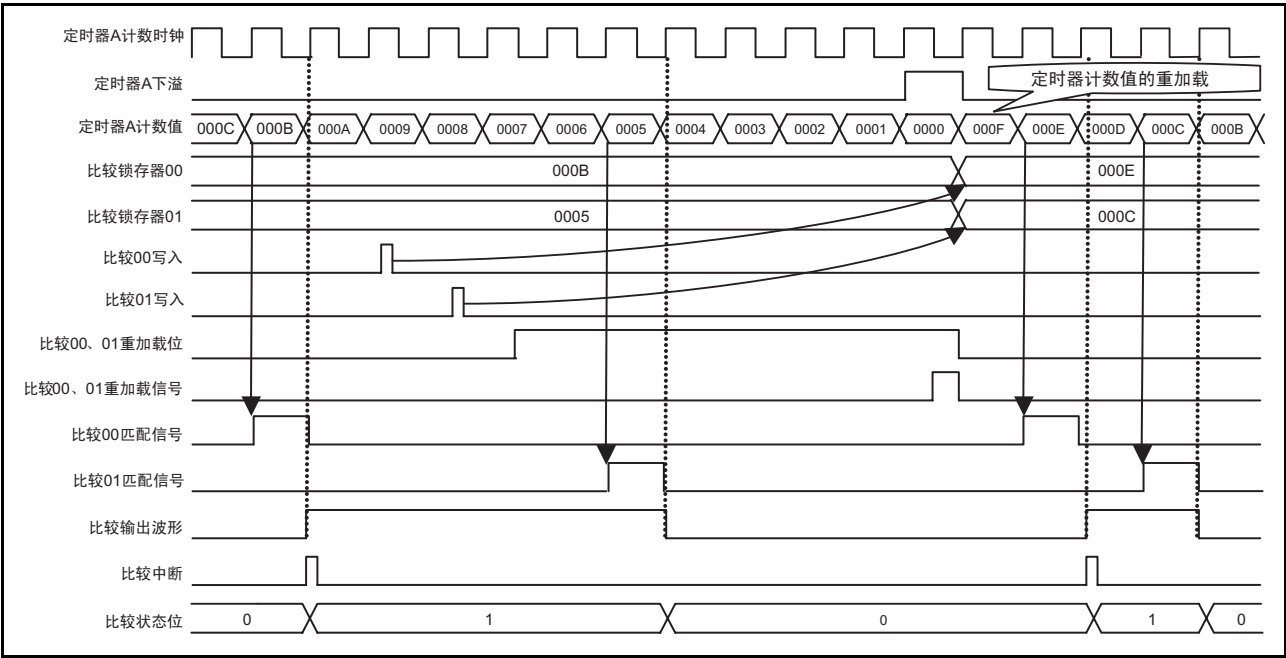 定时器A计数时钟
定时器A下溢
定时器计数值的重加载
定时器A计数值 000C 000B 000A 0009 0008 0007 0006 0005 0004 0003 0002 0001 0000 000F 000E 000D 000C 000B
比较锁存器00 000B 000E
比较锁存器01 0005 000C
比较00写入
比较01写入
比较00、01重加载位
比较00、01重加载信号
比较00匹配信号
比较01匹配信号
比较输出波形
比较中断
比较状态位 0 1 0 1 0